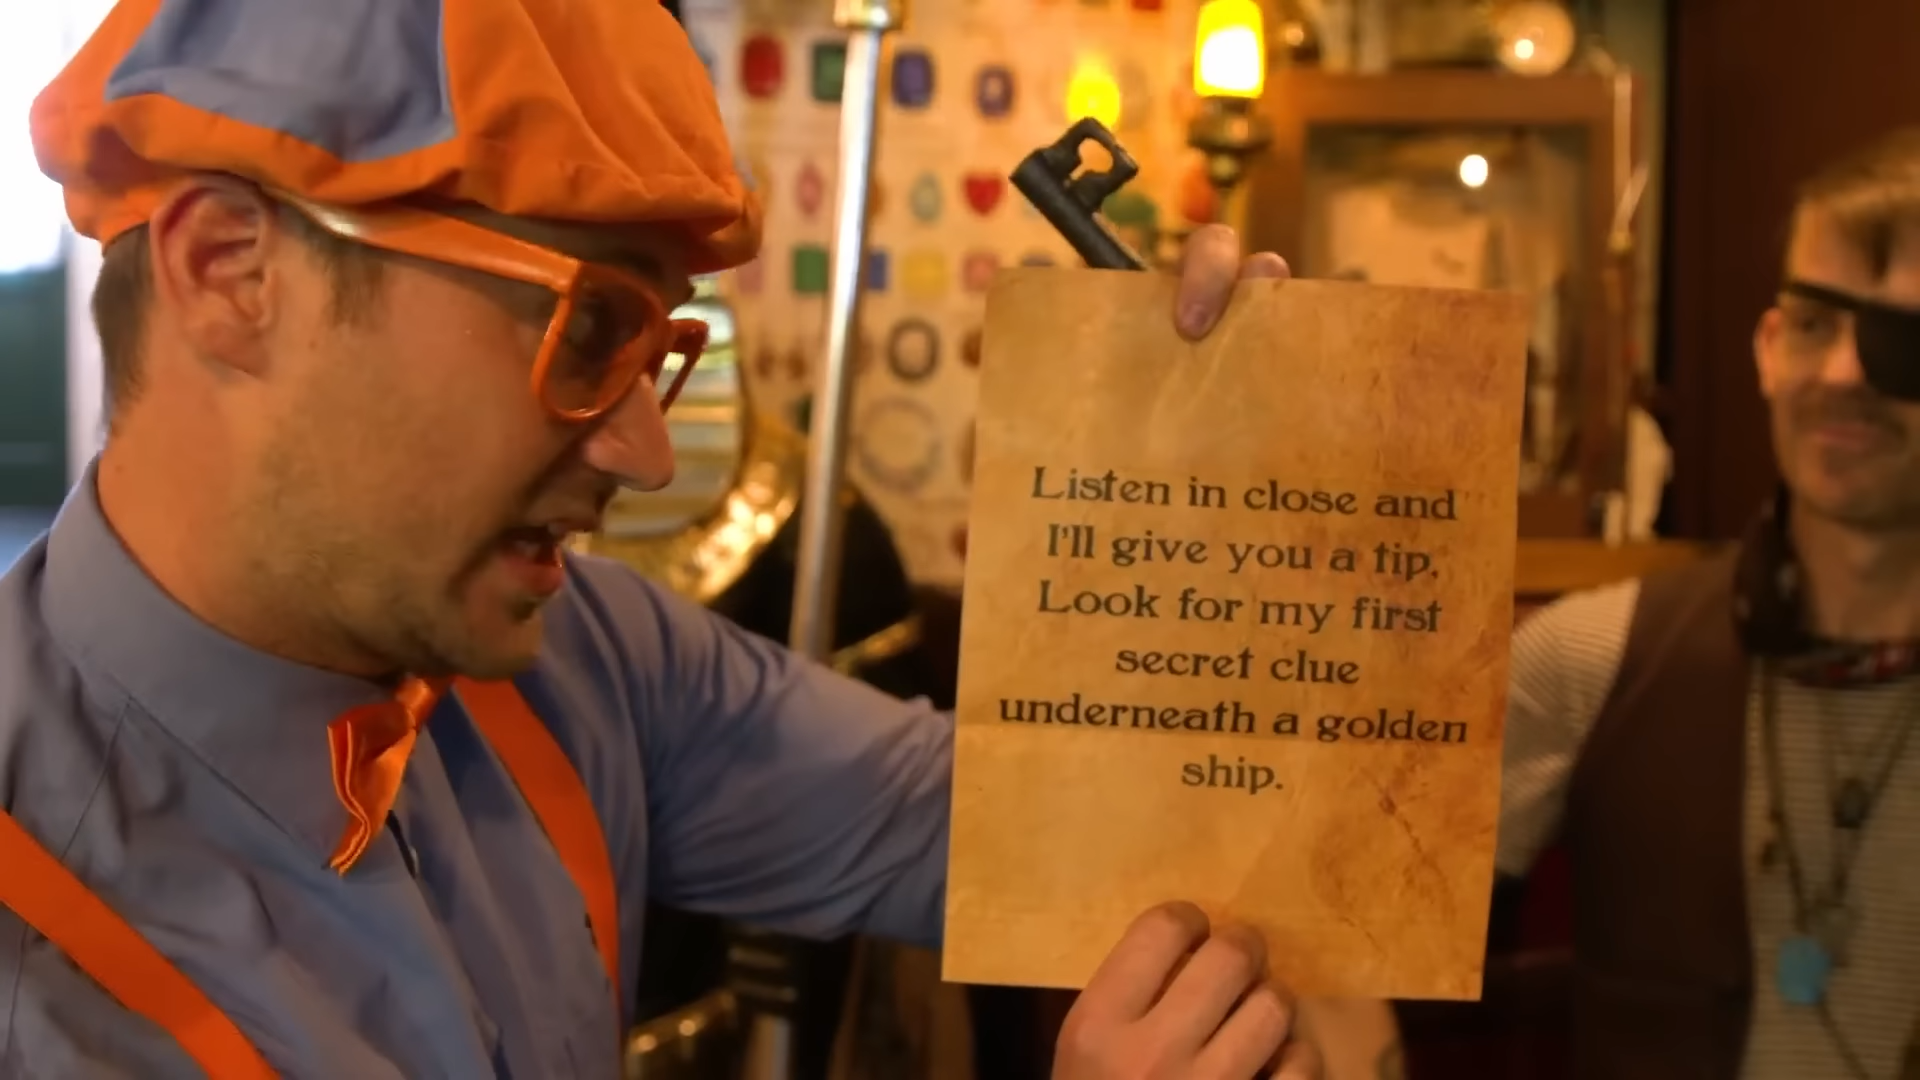 Listen in close and
I'll give you a tip.
Look for my first
secret clue
underneath a golden
ship.